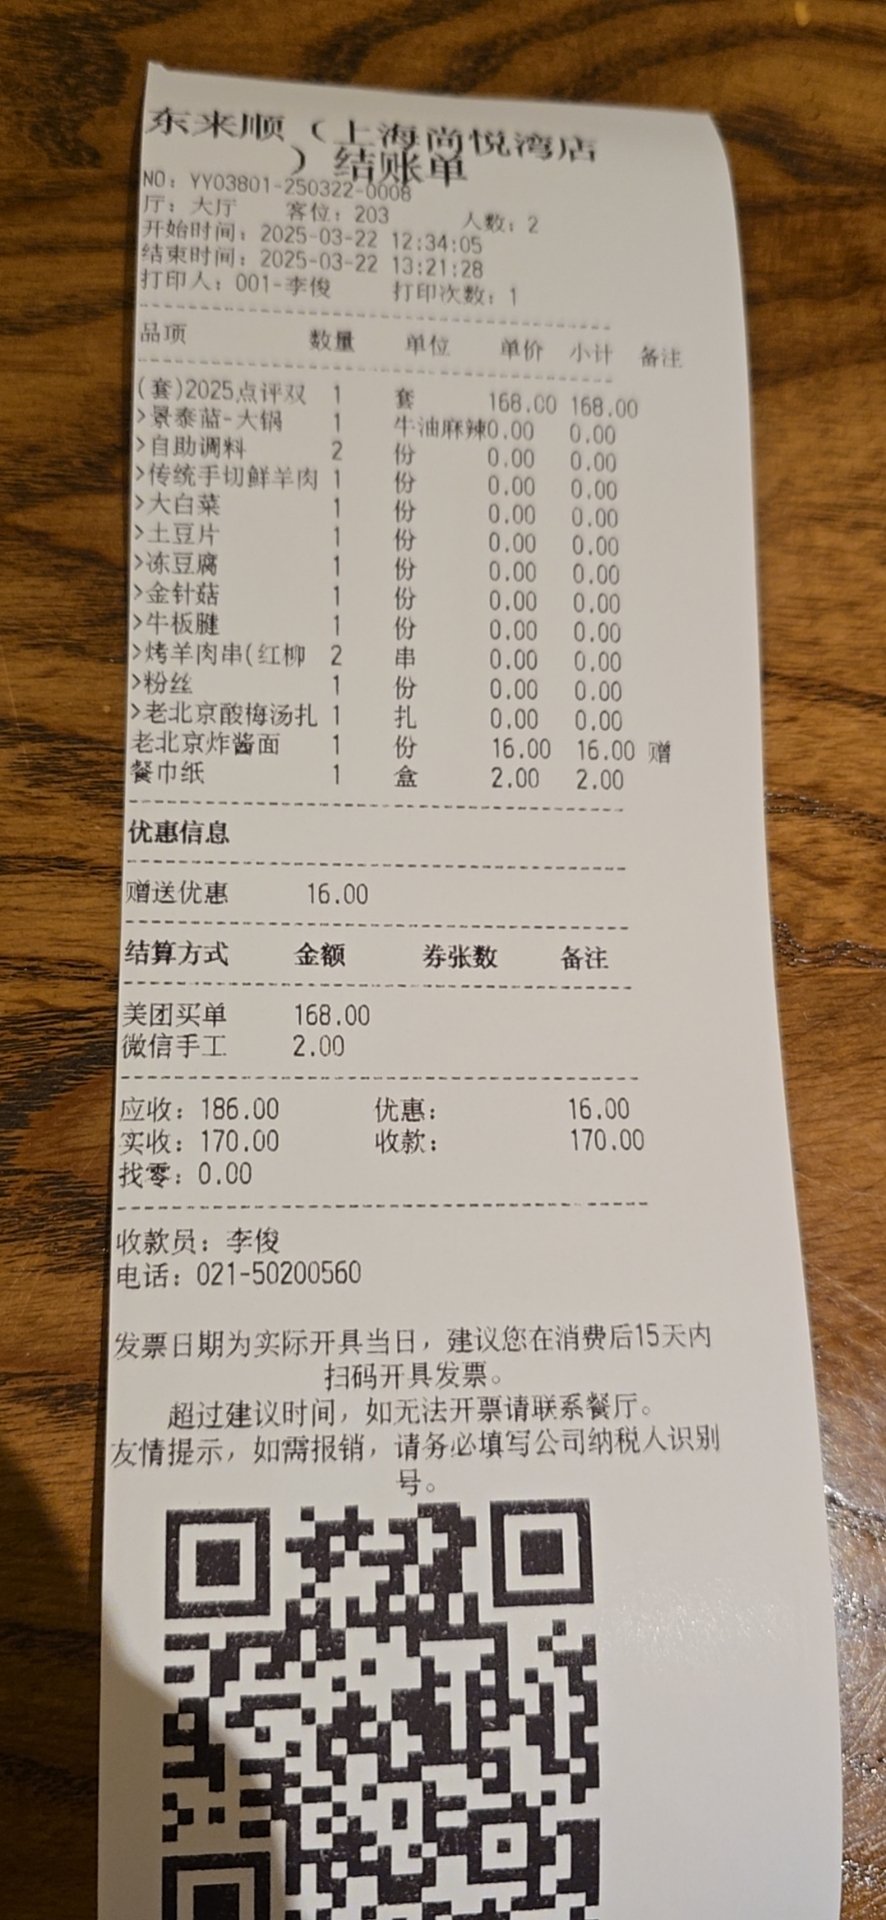 东来顺（上海尚悦湾店
）结账单
NO：YY03801-250322-0008
厅：大厅 客位：203 人数：2
开始时间：2025-03-22 12:34:05
结束时间：2025-03-22 13:21:28
打印人：001-李俊 打印次数：1
品项 数量 单位 单价 小计 备注
(套)2025点评双 1 套 168.00 168.00
>景泰蓝-大锅 1 牛油麻辣0.00 0.00
>自助调料 2 份 0.00 0.00
>传统手切鲜羊肉 1 份 0.00 0.00
>大白菜 1 份 0.00 0.00
>土豆片 1 份 0.00 0.00
>冻豆腐 1 份 0.00 0.00
>金针菇 1 份 0.00 0.00
>牛板腱 1 份 0.00 0.00
>烤羊肉串(红柳 2 串 0.00 0.00
>粉丝 1 份 0.00 0.00
>老北京酸梅汤扎 1 扎 0.00 0.00
老北京炸酱面 1 份 16.00 16.00 赠
餐巾纸 1 盒 2.00 2.00
优惠信息
赠送优惠 16.00
结算方式 金额 券张数 备注
美团买单 168.00
微信手工 2.00
应收：186.00 优惠： 16.00
实收：170.00 收款： 170.00
找零：0.00
收款员：李俊
电话：021-50200560
发票日期为实际开具当日，建议您在消费后15天内
扫码开具发票。
超过建议时间，如无法开票请联系餐厅。
友情提示，如需报销，请务必填写公司纳税人识别
号。